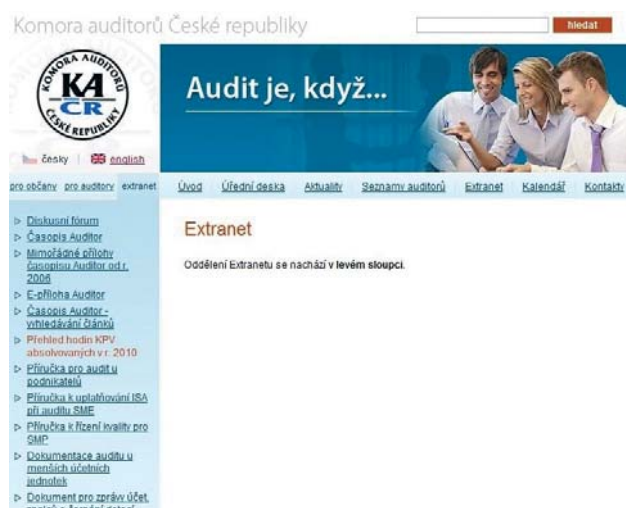 Komora auditorů České republiky
hledat
KOMORA AUDITORŮ
KA
ČR
ČESKÉ REPUBLIKY
Audit je, když...
česky | english
pro občany pro auditory extranet
Úvod Úřední deska Aktuality Seznamy auditorů Extranet Kalendář Kontakty
Diskusní fórum
Časopis Auditor
Mimořádné přílohy
časopisu Auditor od r.
2006
E-příloha Auditor
Časopis Auditor -
vyhledávání článků
Přehled hodin KPV
absolvovaných v r. 2010
Příručka pro audit u
podnikatelů
Příručka k uplatňování ISA
při auditu SME
Příručka k řízení kvality pro
SMP
Dokumentace auditu u
menších účetních
jednotek
Dokument pro zprávy účet.
Extranet
Oddělení Extranetu se nachází v levém sloupci.